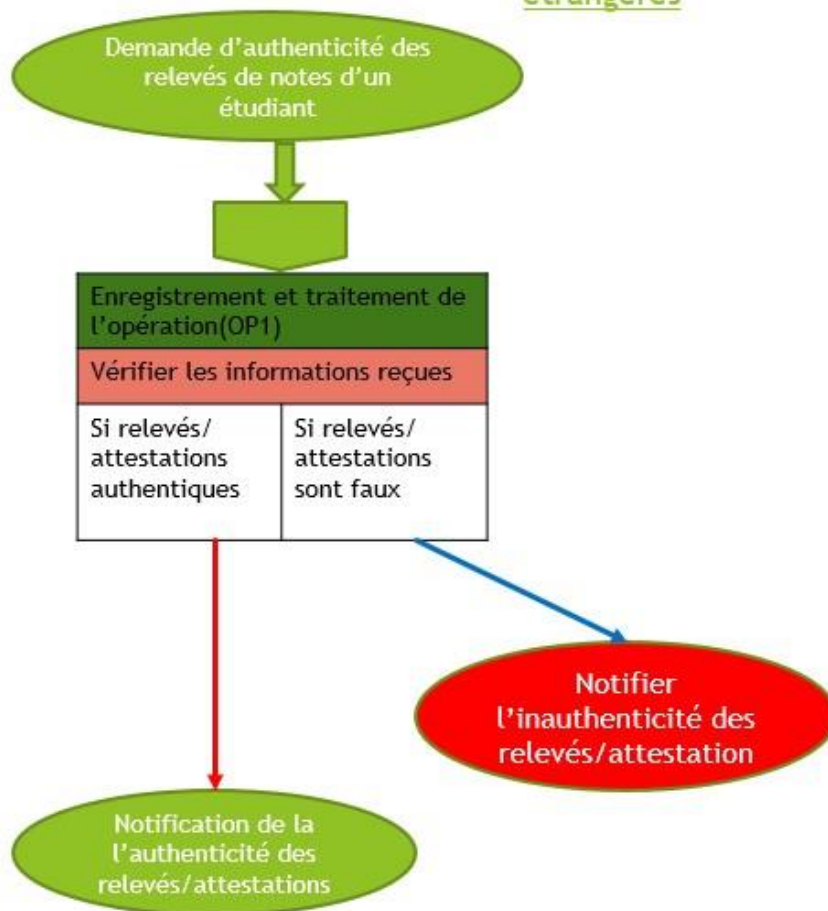 étrangères
Demande d'authenticité des
relevés de notes d'un
étudiant
Enregistrement et traitement de
l'opération(OP1)
Vérifier les informations reçues
Si relevés/
attestations
authentiques
Si relevés/
attestations
sont faux
Notifier
l'inauthenticité des
relevés/attestation
Notification de la
l'authenticité des
relevés/attestations